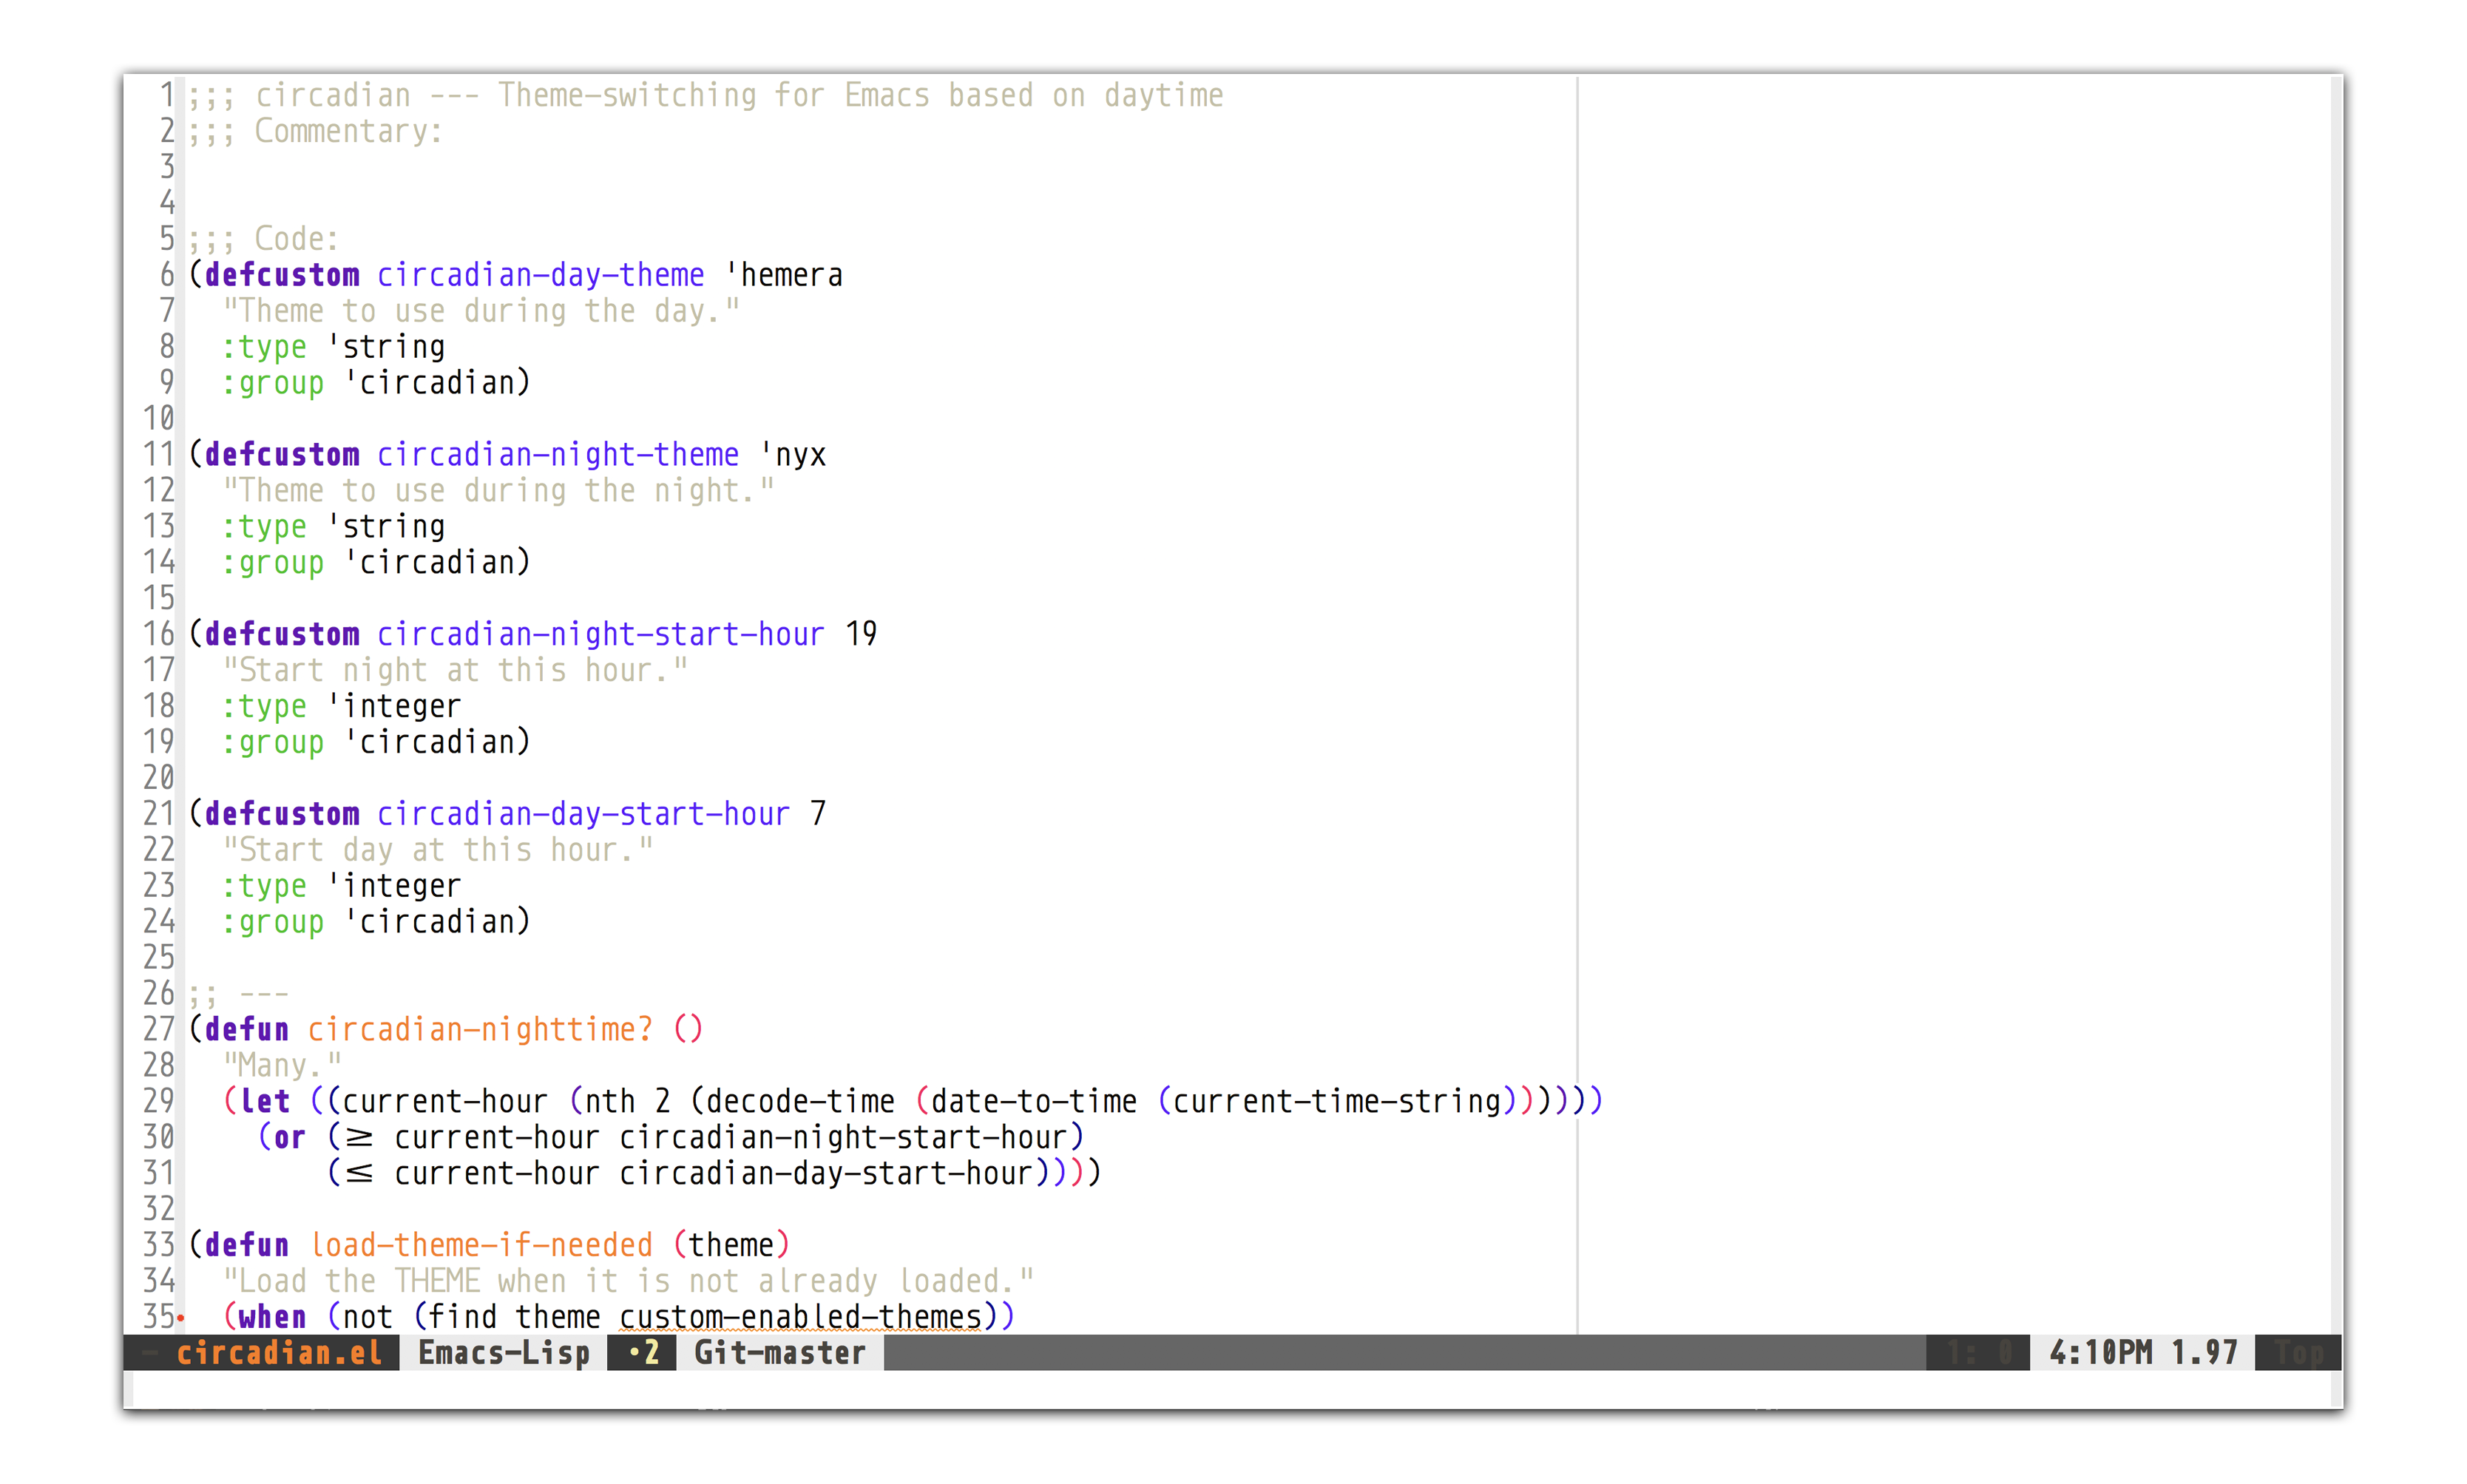 1 ;;; circadian --- Theme-switching for Emacs based on daytime
2 ;;; Commentary:
3
4
5 ;;; Code:
6 (defcustom circadian-day-theme 'hemera
7   "Theme to use during the day."
8   :type 'string
9   :group 'circadian)
10
11 (defcustom circadian-night-theme 'nyx
12   "Theme to use during the night."
13   :type 'string
14   :group 'circadian)
15
16 (defcustom circadian-night-start-hour 19
17   "Start night at this hour."
18   :type 'integer
19   :group 'circadian)
20
21 (defcustom circadian-day-start-hour 7
22   "Start day at this hour."
23   :type 'integer
24   :group 'circadian)
25
26 ;; ---
27 (defun circadian-nighttime? ()
28   "Many."
29   (let ((current-hour (nth 2 (decode-time (date-to-time (current-time-string))))))
30     (or (≥ current-hour circadian-night-start-hour)
31         (≤ current-hour circadian-day-start-hour))))
32
33 (defun load-theme-if-needed (theme)
34   "Load the THEME when it is not already loaded."
35•  (when (not (find theme custom-enabled-themes))
- circadian.el Emacs-Lisp •2 Git-master 1: 0 4:10PM 1.97 Top